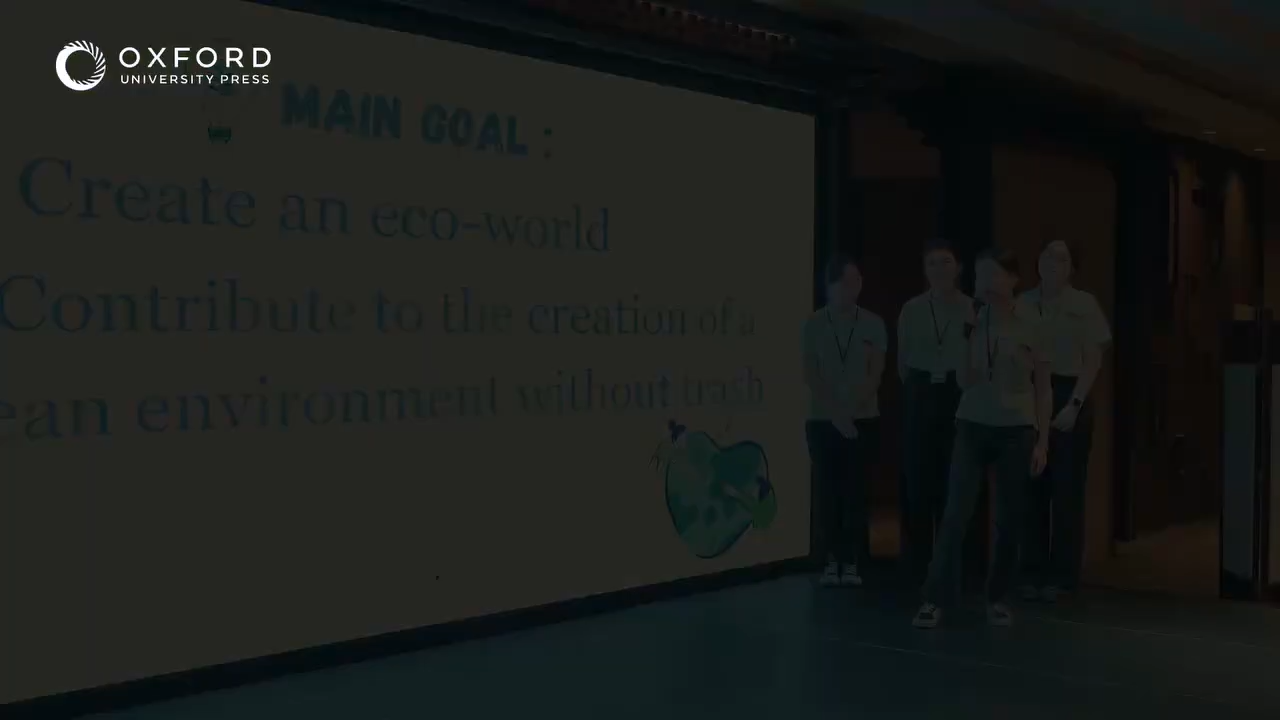 OXFORD
UNIVERSITY PRESS
MAIN GOAL :
Create an eco-world
Contribute to the creation of a
ean environment without trash